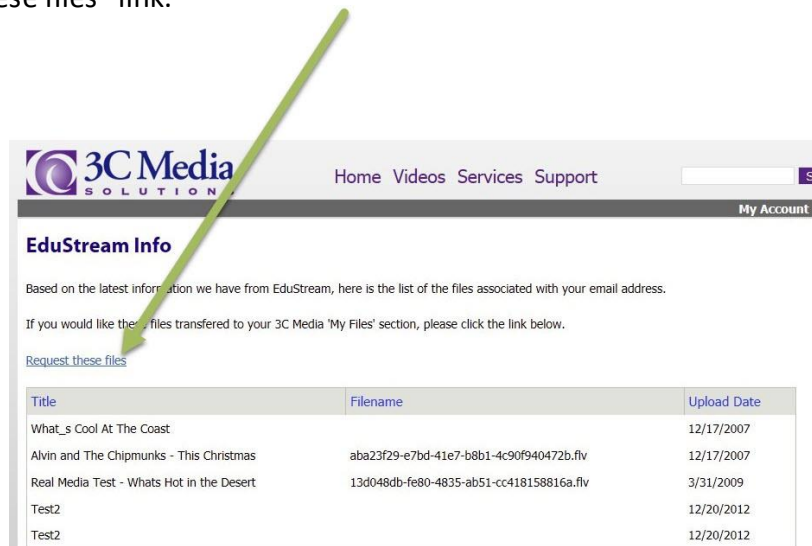 these files" link.
3C Media
SOLUTIONS
Home Videos Services Support
My Account
EduStream Info
Based on the latest information we have from EduStream, here is the list of the files associated with your email address.
If you would like these files transfered to your 3C Media 'My Files' section, please click the link below.
Request these files
Title Filename Upload Date
What_s Cool At The Coast 12/17/2007
Alvin and The Chipmunks - This Christmas aba23f29-e7bd-41e7-b8b1-4c90f940472b.flv 12/17/2007
Real Media Test - Whats Hot in the Desert 13d048db-fe80-4835-ab51-cc418158816a.flv 3/31/2009
Test2 12/20/2012
Test2 12/20/2012